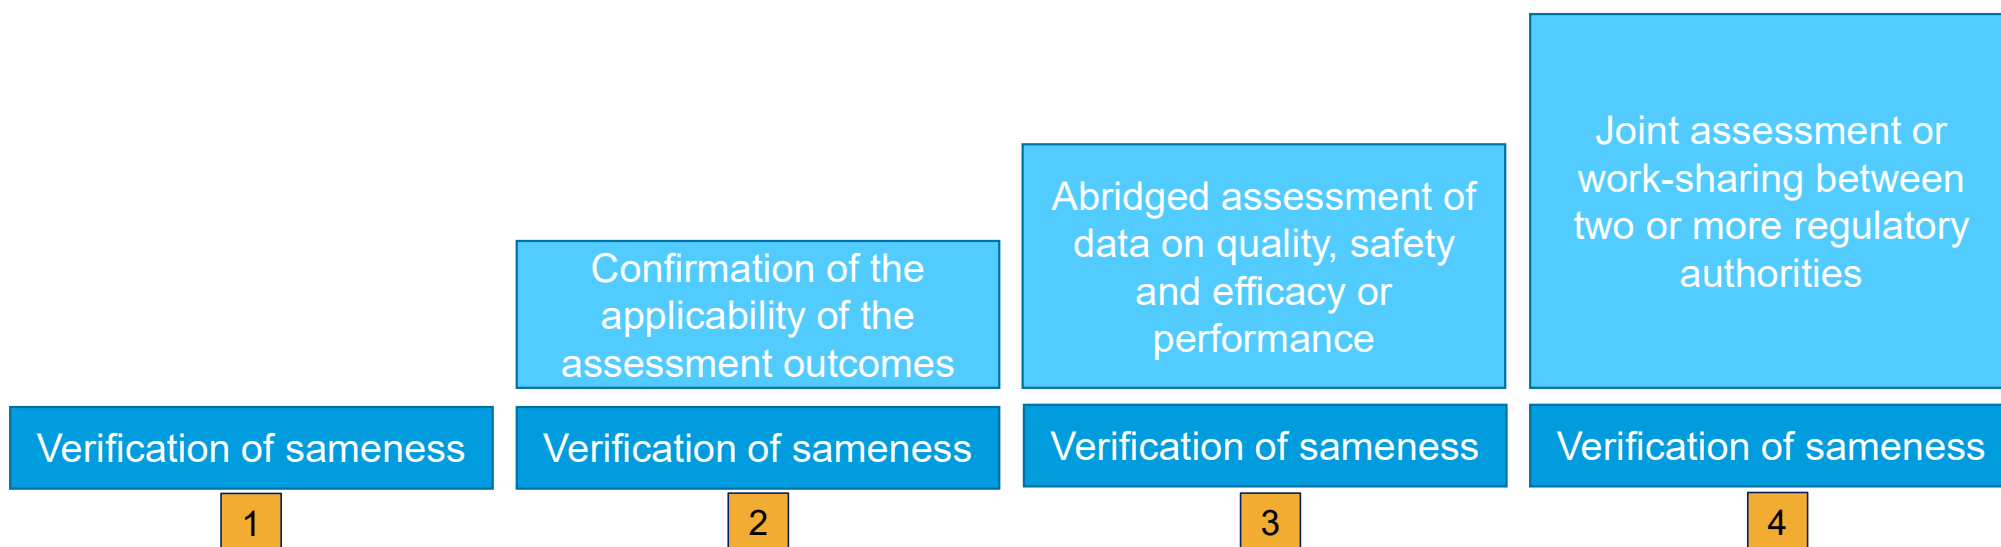 Verification of sameness
1
Confirmation of the
applicability of the
assessment outcomes
Verification of sameness
2
Abridged assessment of
data on quality, safety
and efficacy or
performance
Verification of sameness
3
Joint assessment or
work-sharing between
two or more regulatory
authorities
Verification of sameness
4